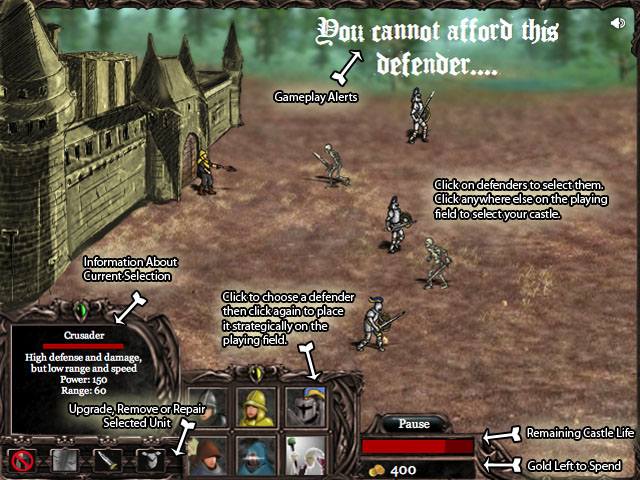 You cannot afford this
defender....
Gameplay Alerts
Click on defenders to select them.
Click anywhere else on the playing
field to select your castle.
Information About
Current Selection
Click to choose a defender
then click again to place
it strategically on the
playing field.
Crusader
High defense and damage,
but low range and speed
Power: 150
Range: 60
Upgrade, Remove or Repair
Selected Unit
Pause
Remaining Castle Life
400
Gold Left to Spend